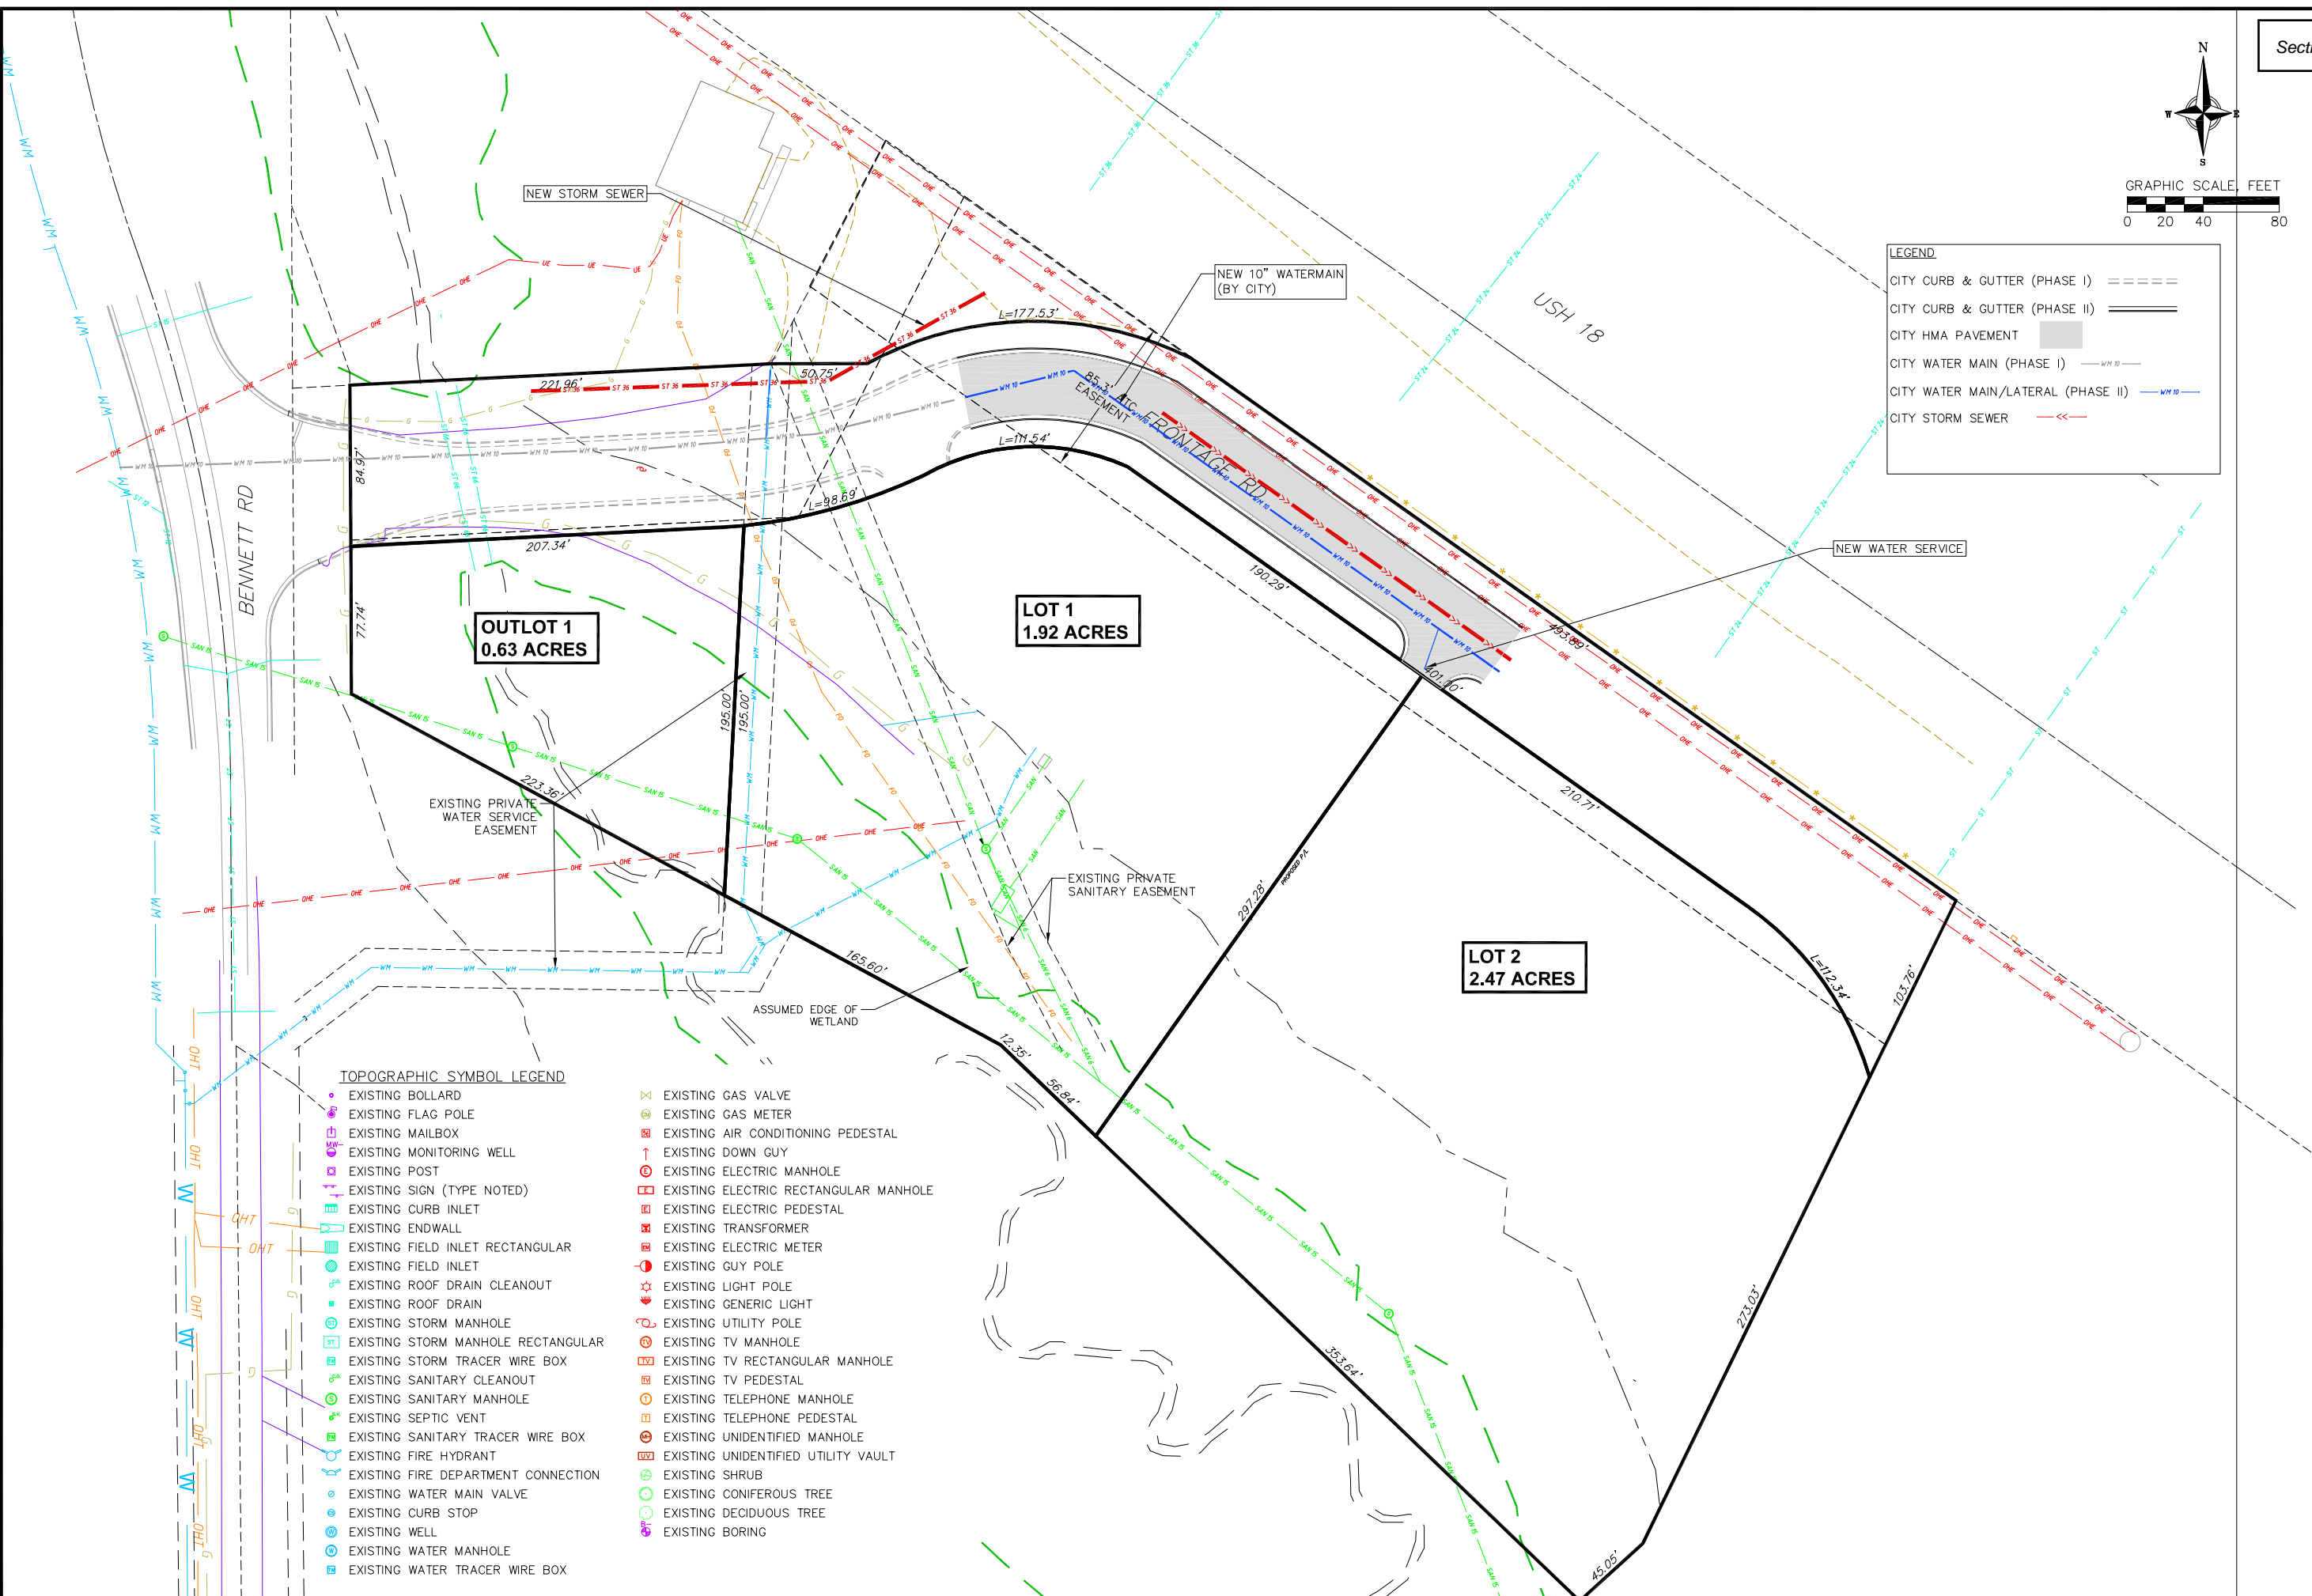 Secti
N
W
E
S
GRAPHIC SCALE, FEET
0 20 40 80
LEGEND
CITY CURB & GUTTER (PHASE I)
CITY CURB & GUTTER (PHASE II)
CITY HMA PAVEMENT
CITY WATER MAIN (PHASE I) WM 10
CITY WATER MAIN/LATERAL (PHASE II) WM 10
CITY STORM SEWER <<
NEW STORM SEWER
NEW 10" WATERMAIN
(BY CITY)
USH 18
L=177.53'
221.96'
50.75'
85.3'
ATC
EASEMENT
FRONTAGE RD
L=111.54'
84.97'
L=98.69'
207.34'
BENNETT RD
77.74'
190.29'
NEW WATER SERVICE
OUTLOT 1
0.63 ACRES
LOT 1
1.92 ACRES
493.89'
401.00'
195.00'
195.00'
223.36'
EXISTING PRIVATE
WATER SERVICE
EASEMENT
210.71'
PROPOSED P/L
297.28'
EXISTING PRIVATE
SANITARY EASEMENT
LOT 2
2.47 ACRES
165.60'
L=112.34'
103.76'
ASSUMED EDGE OF
WETLAND
12.35'
56.84'
273.03'
353.64'
45.05'
TOPOGRAPHIC SYMBOL LEGEND
EXISTING BOLLARD
EXISTING FLAG POLE
EXISTING MAILBOX
EXISTING MONITORING WELL
EXISTING POST
EXISTING SIGN (TYPE NOTED)
EXISTING CURB INLET
EXISTING ENDWALL
EXISTING FIELD INLET RECTANGULAR
EXISTING FIELD INLET
EXISTING ROOF DRAIN CLEANOUT
EXISTING ROOF DRAIN
EXISTING STORM MANHOLE
EXISTING STORM MANHOLE RECTANGULAR
EXISTING STORM TRACER WIRE BOX
EXISTING SANITARY CLEANOUT
EXISTING SANITARY MANHOLE
EXISTING SEPTIC VENT
EXISTING SANITARY TRACER WIRE BOX
EXISTING FIRE HYDRANT
EXISTING FIRE DEPARTMENT CONNECTION
EXISTING WATER MAIN VALVE
EXISTING CURB STOP
EXISTING WELL
EXISTING WATER MANHOLE
EXISTING WATER TRACER WIRE BOX
EXISTING GAS VALVE
EXISTING GAS METER
EXISTING AIR CONDITIONING PEDESTAL
EXISTING DOWN GUY
EXISTING ELECTRIC MANHOLE
EXISTING ELECTRIC RECTANGULAR MANHOLE
EXISTING ELECTRIC PEDESTAL
EXISTING TRANSFORMER
EXISTING ELECTRIC METER
EXISTING GUY POLE
EXISTING LIGHT POLE
EXISTING GENERIC LIGHT
EXISTING UTILITY POLE
EXISTING TV MANHOLE
EXISTING TV RECTANGULAR MANHOLE
EXISTING TV PEDESTAL
EXISTING TELEPHONE MANHOLE
EXISTING TELEPHONE PEDESTAL
EXISTING UNIDENTIFIED MANHOLE
EXISTING UNIDENTIFIED UTILITY VAULT
EXISTING SHRUB
EXISTING CONIFEROUS TREE
EXISTING DECIDUOUS TREE
EXISTING BORING